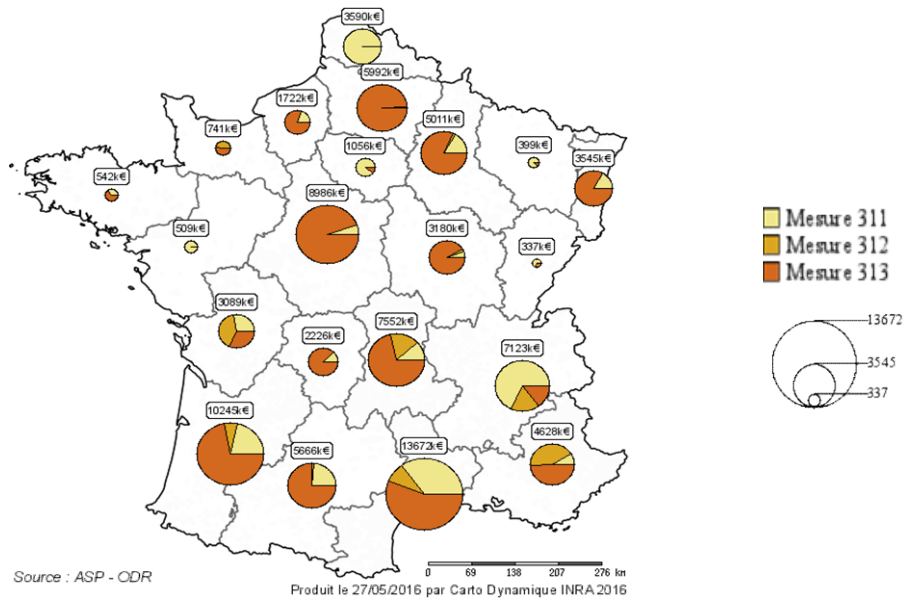 3590k€
5992k€
1722k€
741k€
5011k€
1056k€
399k€
3545k€
542k€
8986k€
509k€
3180k€
337k€
3089k€
2226k€
7552k€
7123k€
10245k€
5666k€
13672k€
4628k€
Mesure 311
Mesure 312
Mesure 313
13672
3545
337
0 69 138 207 276 km
Source : ASP - ODR
Produit le 27/05/2016 par Carto Dynamique INRA 2016